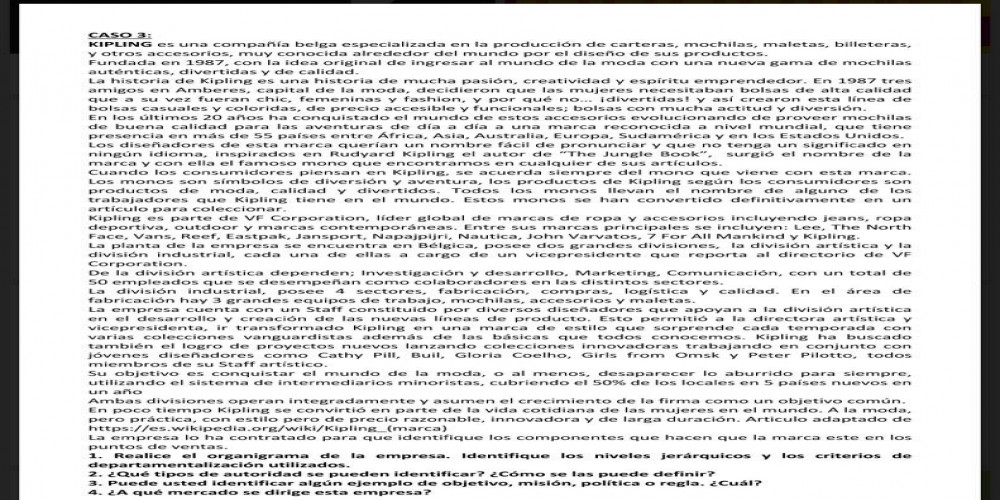 CASO 3:
KIPLING es una compañía belga especializada en la producción de carteras, mochilas, maletas, billeteras,
y otros accesorios, muy conocida alrededor del mundo por el diseño de sus productos.
Fundada en 1987, con la idea original de ingresar al mundo de la moda con una nueva gama de mochilas
auténticas, divertidas y de calidad.
La historia de Kipling es una historia de mucha pasión, creatividad y espíritu emprendedor. En 1987 tres
amigos en Amberes, capital de la moda, decidieron que las mujeres necesitaban bolsas de alta calidad
que a su vez fueran chic, femeninas y fashion, y por qué no... ¡divertidas! y así crearon esta línea de
bolsas casuales y coloridas, de precio accesible y funcionales; bolsas con mucha actitud y diversión.
En los últimos 20 años ha conquistado el mundo de estos accesorios evolucionando de proveer mochilas
de buena calidad para las aventuras de día a día a una marca reconocida a nivel mundial, que tiene
presencia en más de 55 países entre África, Asia, Australia, Europa, Sudamérica y en los Estados Unidos.
Los diseñadores de esta marca querían un nombre fácil de pronunciar y que no tenga un significado en
ningún idioma, inspirados en Rudyard Kipling el autor de “The Jungle Book”, surgió el nombre de la
marca y con ella el famoso mono que encontramos en cualquier de sus artículos.
Cuando los consumidores piensan en Kipling, se acuerda siempre del mono que viene con esta marca.
Los monos son símbolos de diversión y aventura, los productos de Kipling según los consumidores son
productos de moda, calidad y divertidos. Todos los monos llevan el nombre de alguno de los
trabajadores que Kipling tiene en el mundo. Estos monos se han convertido definitivamente en un
artículo para coleccionar.
Kipling es parte de VF Corporation, líder global de marcas de ropa y accesorios incluyendo jeans, ropa
deportiva, outdoor y marcas contemporáneas. Entre sus marcas principales se incluyen: Lee, The North
Face, Vans, Reef, Eastpak, Jansport, Napajpijri, Nautica, John Varvatos, 7 For All Mankind y Kipling.
La planta de la empresa se encuentra en Bélgica, posee dos grandes divisiones, la división artística y la
división industrial, cada una de ellas a cargo de un vicepresidente que reporta al directorio de VF
Corporation.
De la división artística dependen; Investigación y desarrollo, Marketing, Comunicación, con un total de
50 empleados que se desempeñan como colaboradores en las distintos sectores.
La división industrial, posee 4 sectores, fabricación, compras, logística y calidad. En el área de
fabricación hay 3 grandes equipos de trabajo, mochilas, accesorios y maletas.
La empresa cuenta con un Staff constituido por diversos diseñadores que apoyan a la división artística
en el desarrollo y creación de las nuevas líneas de producto. Esto permitió a la directora artística y
vicepresidenta, ir transformado Kipling en una marca de estilo que sorprende cada temporada con
varias colecciones vanguardistas además de las básicas que todos conocemos. Kipling ha buscado
también el logro de proyectos nuevos lanzando colecciones innovadoras trabajando en conjunto con
jóvenes diseñadores como Cathy Pill, Buil, Gloria Coelho, Girls from Omsk y Peter Pilotto, todos
miembros de su Staff artístico.
Su objetivo es conquistar el mundo de la moda, o al menos, desaparecer lo aburrido para siempre,
utilizando el sistema de intermediarios minoristas, cubriendo el 50% de los locales en 5 países nuevos en
un año
Ambas divisiones operan integradamente y asumen el crecimiento de la firma como un objetivo común.
En poco tiempo Kipling se convirtió en parte de la vida cotidiana de las mujeres en el mundo. A la moda,
pero práctica, con estilo pero de precio razonable, innovadora y de larga duración. Articulo adaptado de
https://es.wikipedia.org/wiki/Kipling_(marca)
La empresa lo ha contratado para que identifique los componentes que hacen que la marca este en los
puntos de ventas.
1. Realice el organigrama de la empresa. Identifique los niveles jerárquicos y los criterios de
departamentalización utilizados.
2. ¿Qué tipos de autoridad se pueden identificar? ¿Cómo se las puede definir?
3. Puede usted identificar algún ejemplo de objetivo, misión, política o regla. ¿Cuál?
4. ¿A qué mercado se dirige esta empresa?